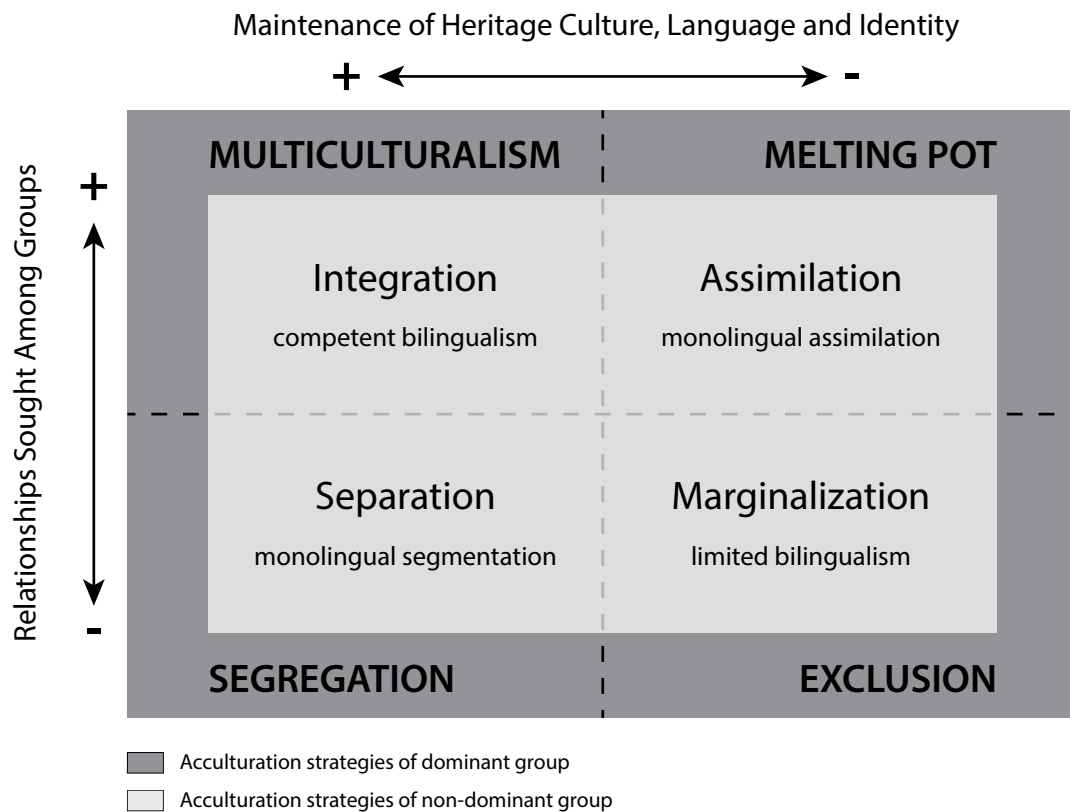 Maintenance of Heritage Culture, Language and Identity
+ -
Relationships Sought Among Groups
+
-
MULTICULTURALISM
MELTING POT
Integration
competent bilingualism
Assimilation
monolingual assimilation
Separation
monolingual segmentation
Marginalization
limited bilingualism
SEGREGATION
EXCLUSION
Acculturation strategies of dominant group
Acculturation strategies of non-dominant group